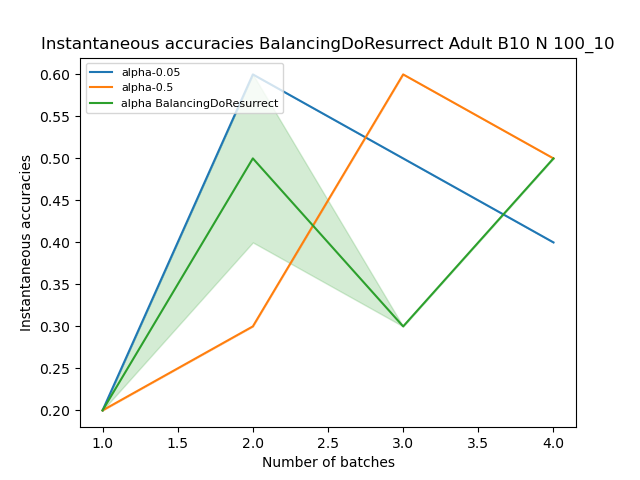 Instantaneous accuracies BalancingDoResurrect Adult B10 N 100_10
alpha-0.05
alpha-0.5
alpha BalancingDoResurrect
Instantaneous accuracies
0.60
0.55
0.50
0.45
0.40
0.35
0.30
0.25
0.20
1.0 1.5 2.0 2.5 3.0 3.5 4.0
Number of batches